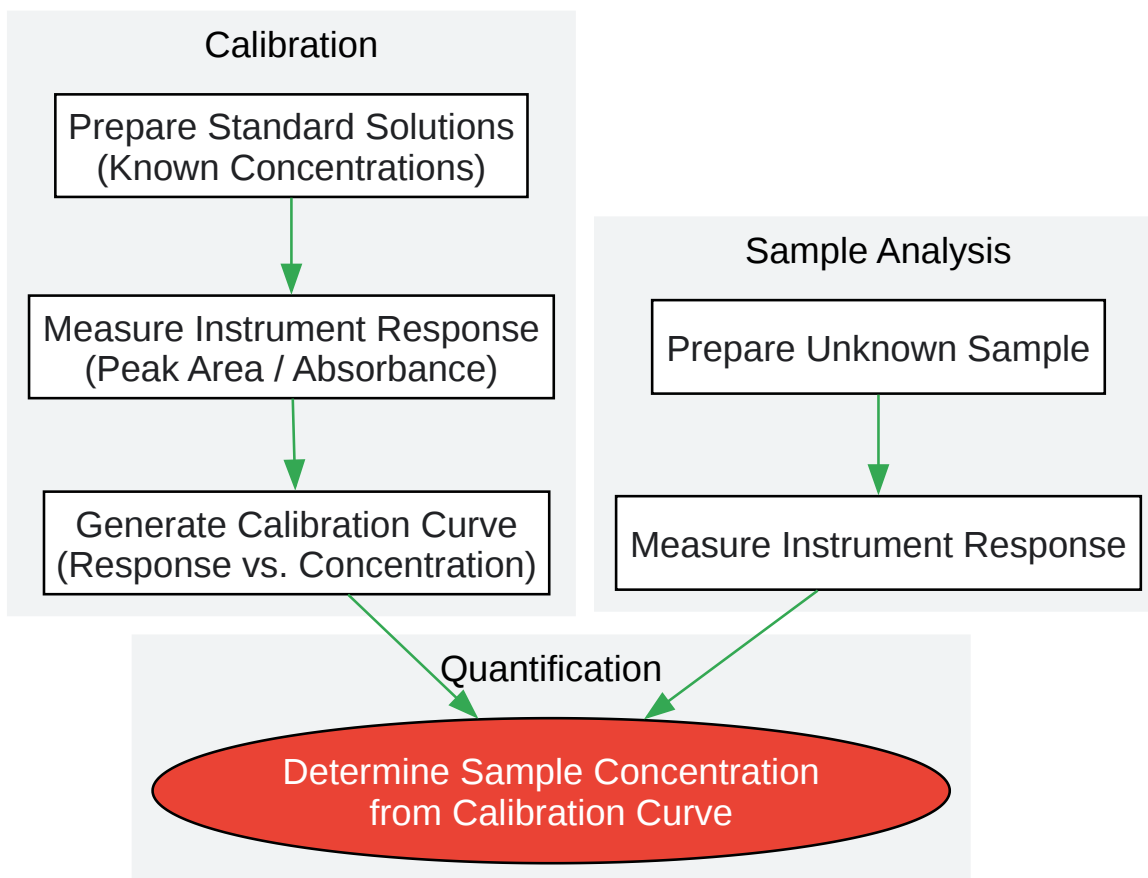 Calibration
Prepare Standard Solutions
(Known Concentrations)
Measure Instrument Response
(Peak Area / Absorbance)
Generate Calibration Curve
(Response vs. Concentration)
Sample Analysis
Prepare Unknown Sample
Measure Instrument Response
Quantification
Determine Sample Concentration
from Calibration Curve